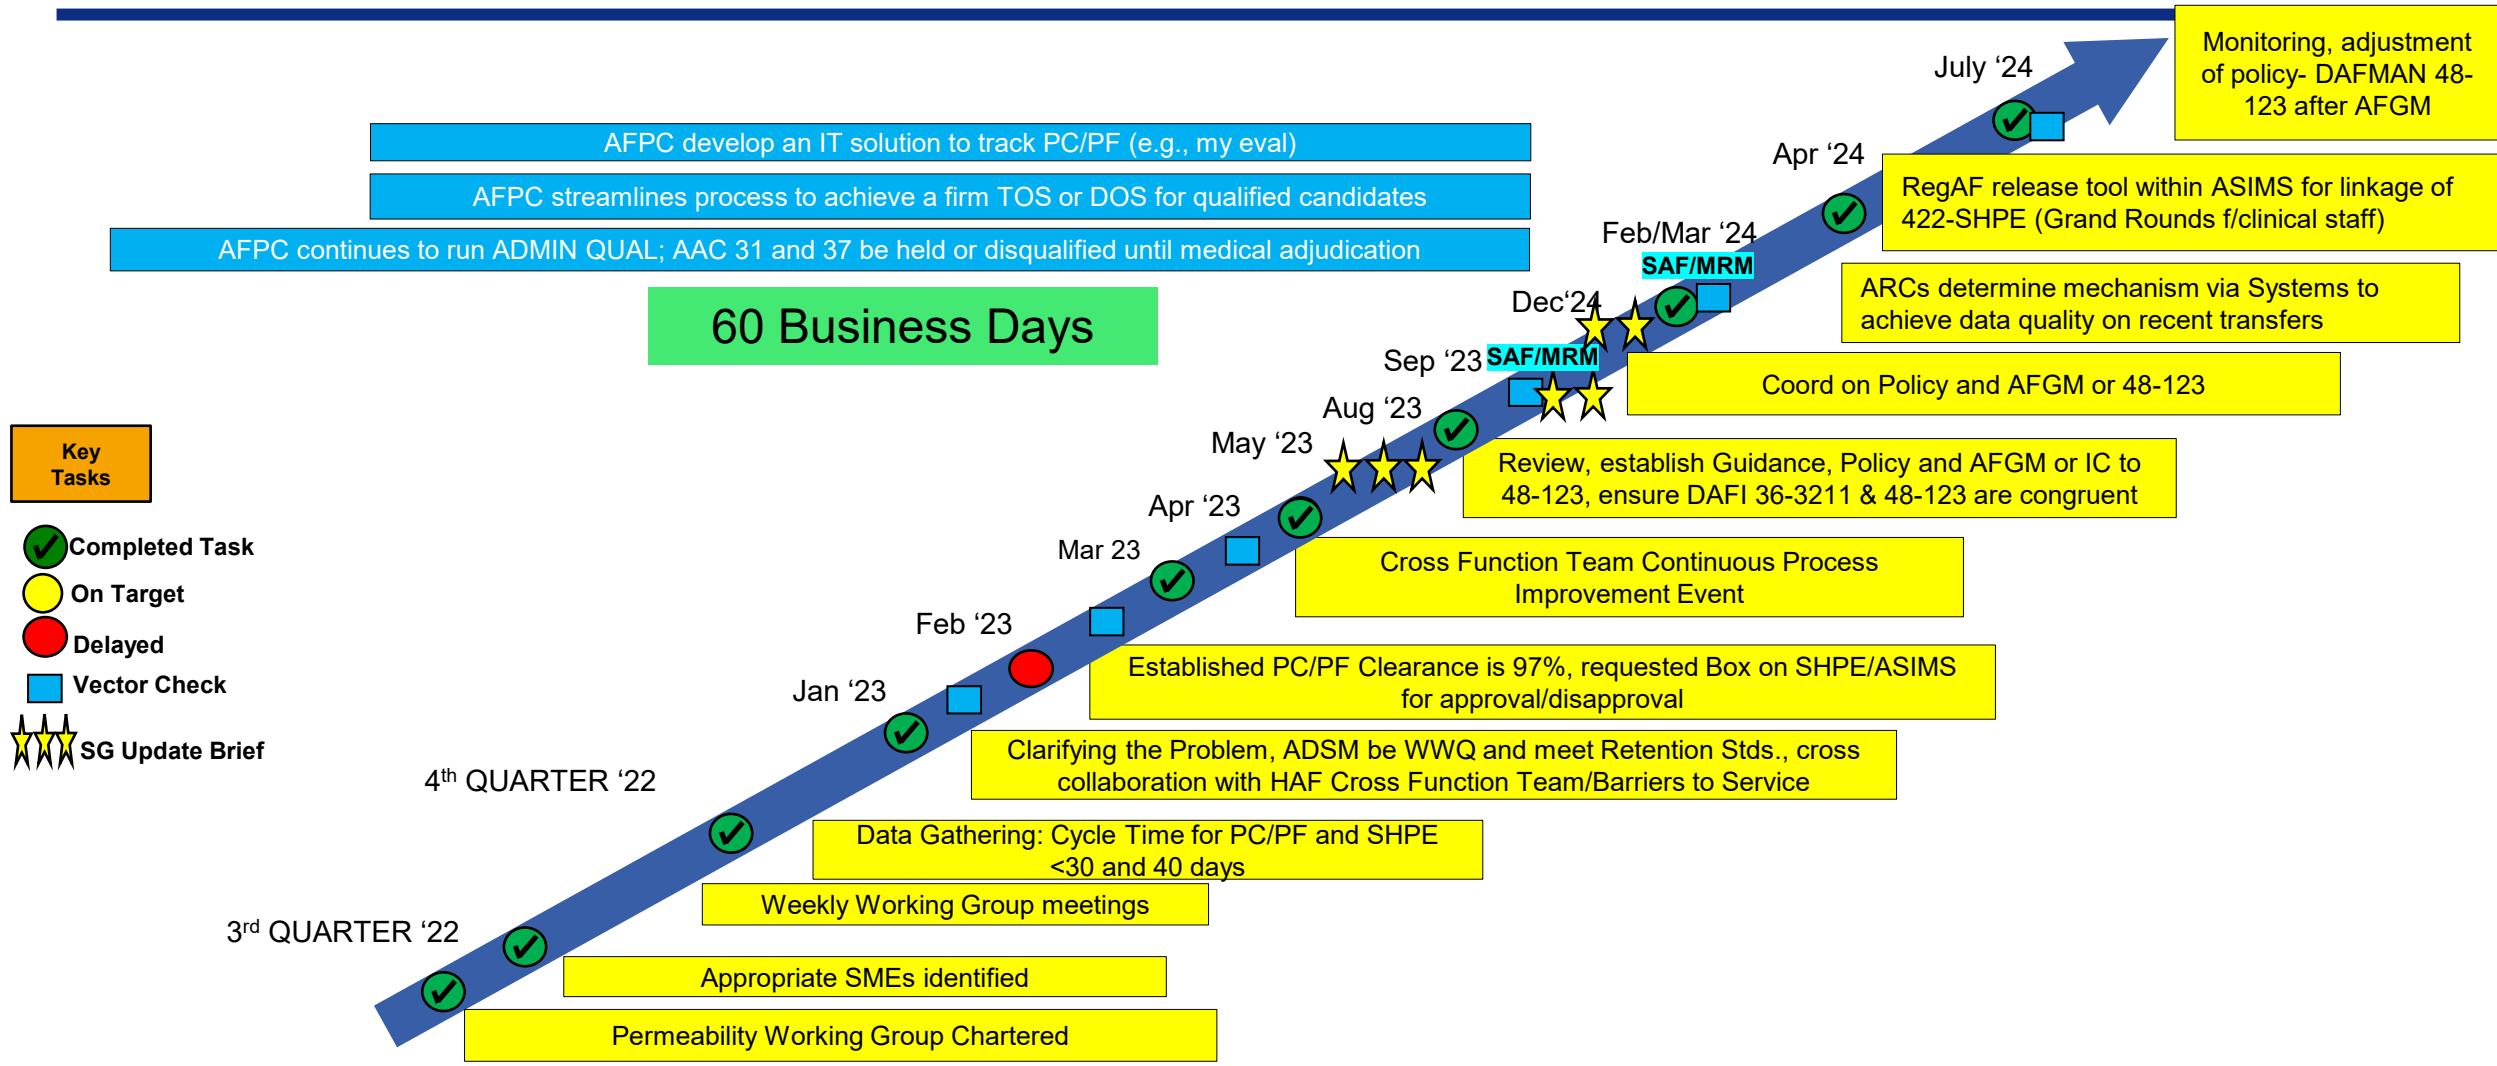 Monitoring, adjustment
of policy- DAFMAN 48-
123 after AFGM
July ‘24
AFPC develop an IT solution to track PC/PF (e.g., my eval)
Apr ‘24
RegAF release tool within ASIMS for linkage of
422-SHPE (Grand Rounds f/clinical staff)
AFPC streamlines process to achieve a firm TOS or DOS for qualified candidates
Feb/Mar ‘24
AFPC continues to run ADMIN QUAL; AAC 31 and 37 be held or disqualified until medical adjudication
SAF/MRM
ARCs determine mechanism via Systems to
achieve data quality on recent transfers
Dec‘24
60 Business Days
Sep ‘23
SAF/MRM
Coord on Policy and AFGM or 48-123
Aug ‘23
May ‘23
Review, establish Guidance, Policy and AFGM or IC to
48-123, ensure DAFI 36-3211 & 48-123 are congruent
Key
Tasks
Apr ‘23
Completed Task
Mar 23
Cross Function Team Continuous Process
Improvement Event
On Target
Feb ‘23
Delayed
Established PC/PF Clearance is 97%, requested Box on SHPE/ASIMS
for approval/disapproval
Vector Check
Jan ‘23
SG Update Brief
Clarifying the Problem, ADSM be WWQ and meet Retention Stds., cross
collaboration with HAF Cross Function Team/Barriers to Service
4th QUARTER ‘22
Data Gathering: Cycle Time for PC/PF and SHPE
<30 and 40 days
Weekly Working Group meetings
3rd QUARTER ‘22
Appropriate SMEs identified
Permeability Working Group Chartered